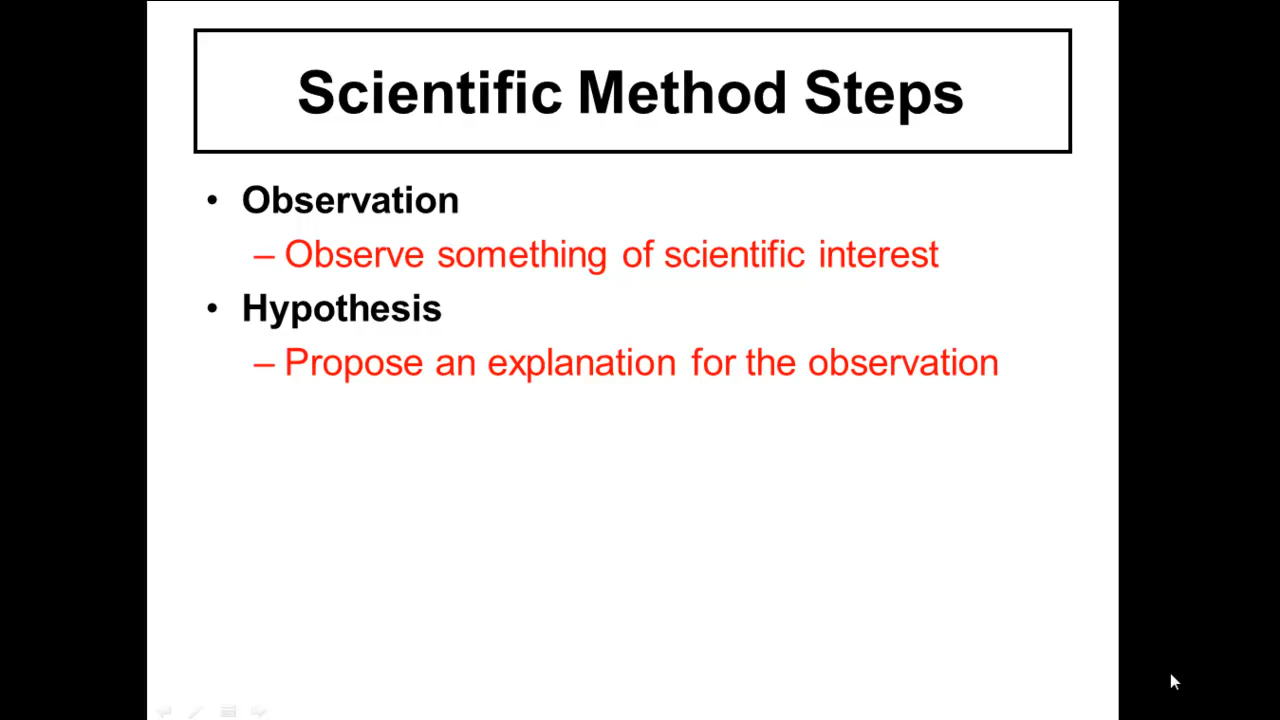 Scientific Method Steps
• Observation
– Observe something of scientific interest
• Hypothesis
– Propose an explanation for the observation